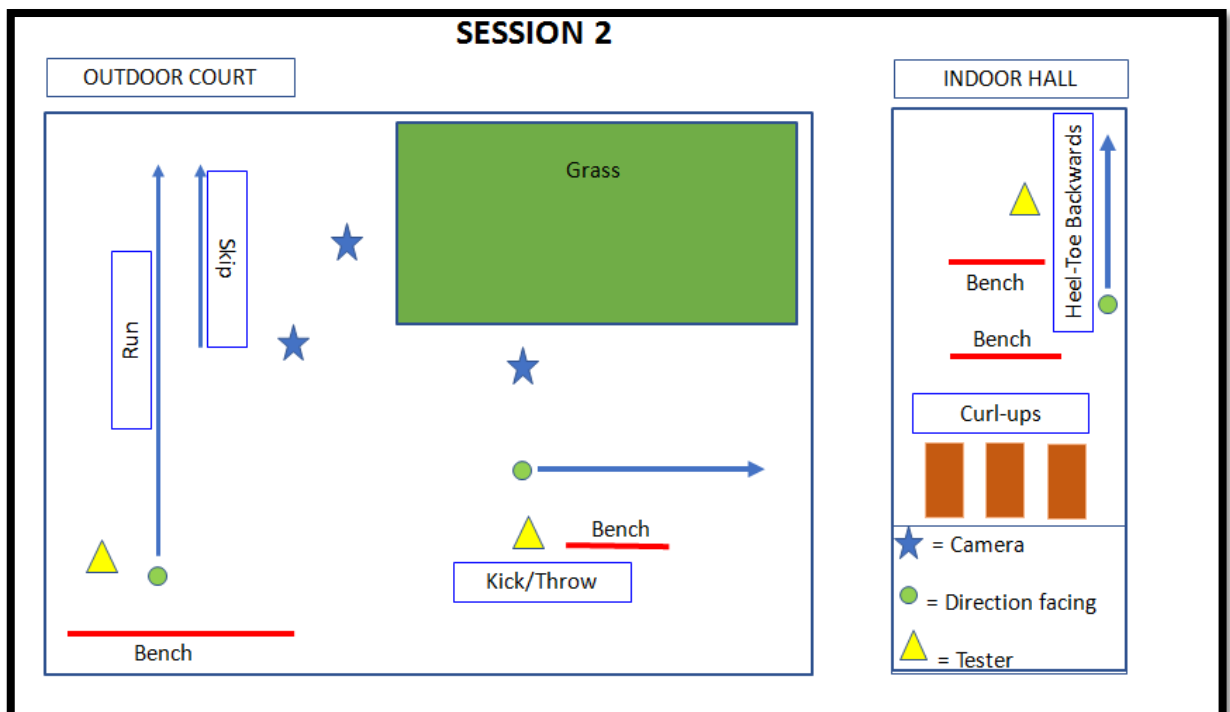 SESSION 2
OUTDOOR COURT
Grass
Skip
Run
Bench
Kick/Throw
Bench
INDOOR HALL
Heel-Toe Backwards
Bench
Bench
Curl-ups
= Camera
= Direction facing
= Tester